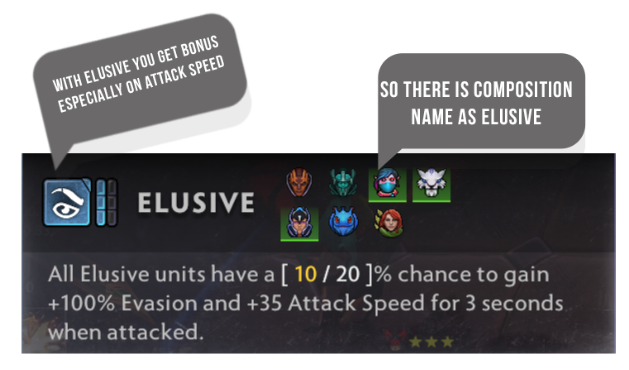 WITH ELUSIVE YOU GET BONUS
ESPECIALLY ON ATTACK SPEED
SO THERE IS COMPOSITION
NAME AS ELUSIVE
ELUSIVE
All Elusive units have a [ 10 / 20 ]% chance to gain
+100% Evasion and +35 Attack Speed for 3 seconds
when attacked.